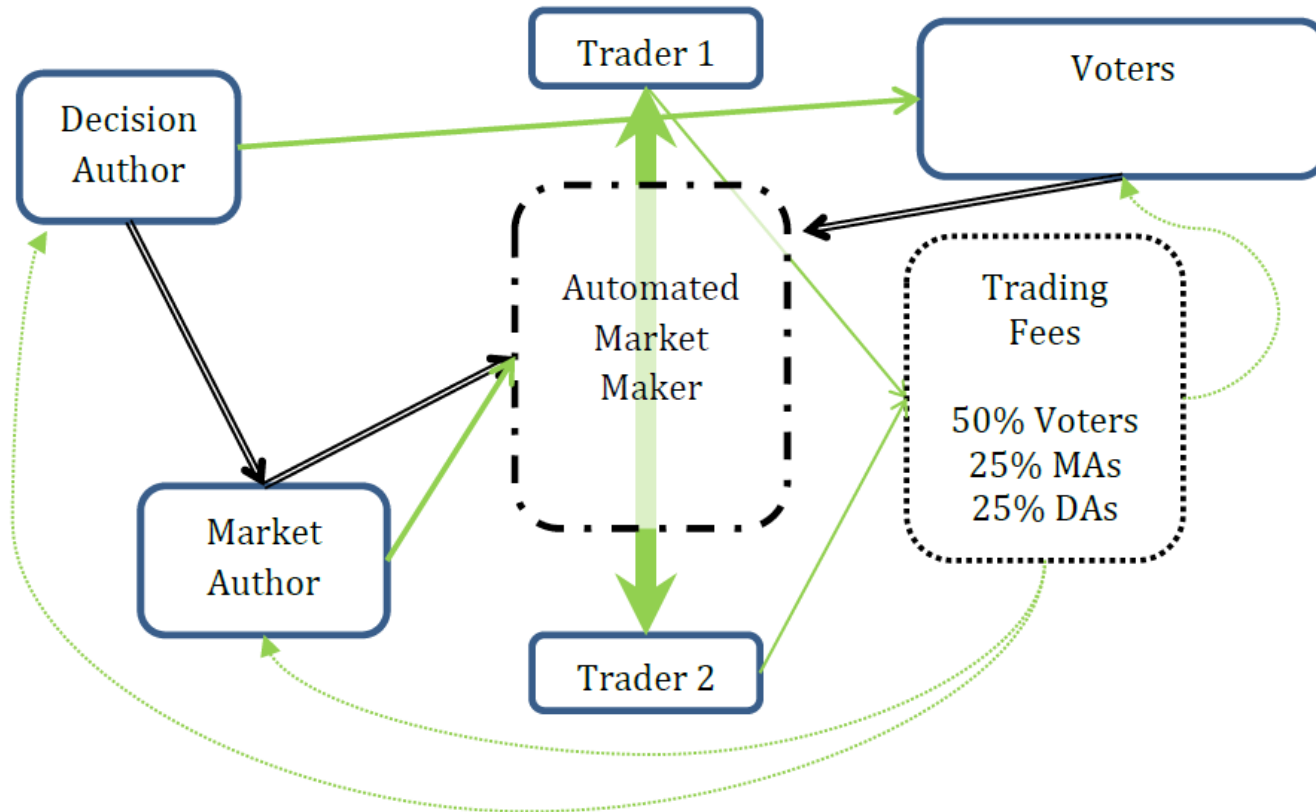 Trader 1
Voters
Decision
Author
Automated
Market
Maker
Trading
Fees
50% Voters
25% MAs
25% DAs
Market
Author
Trader 2